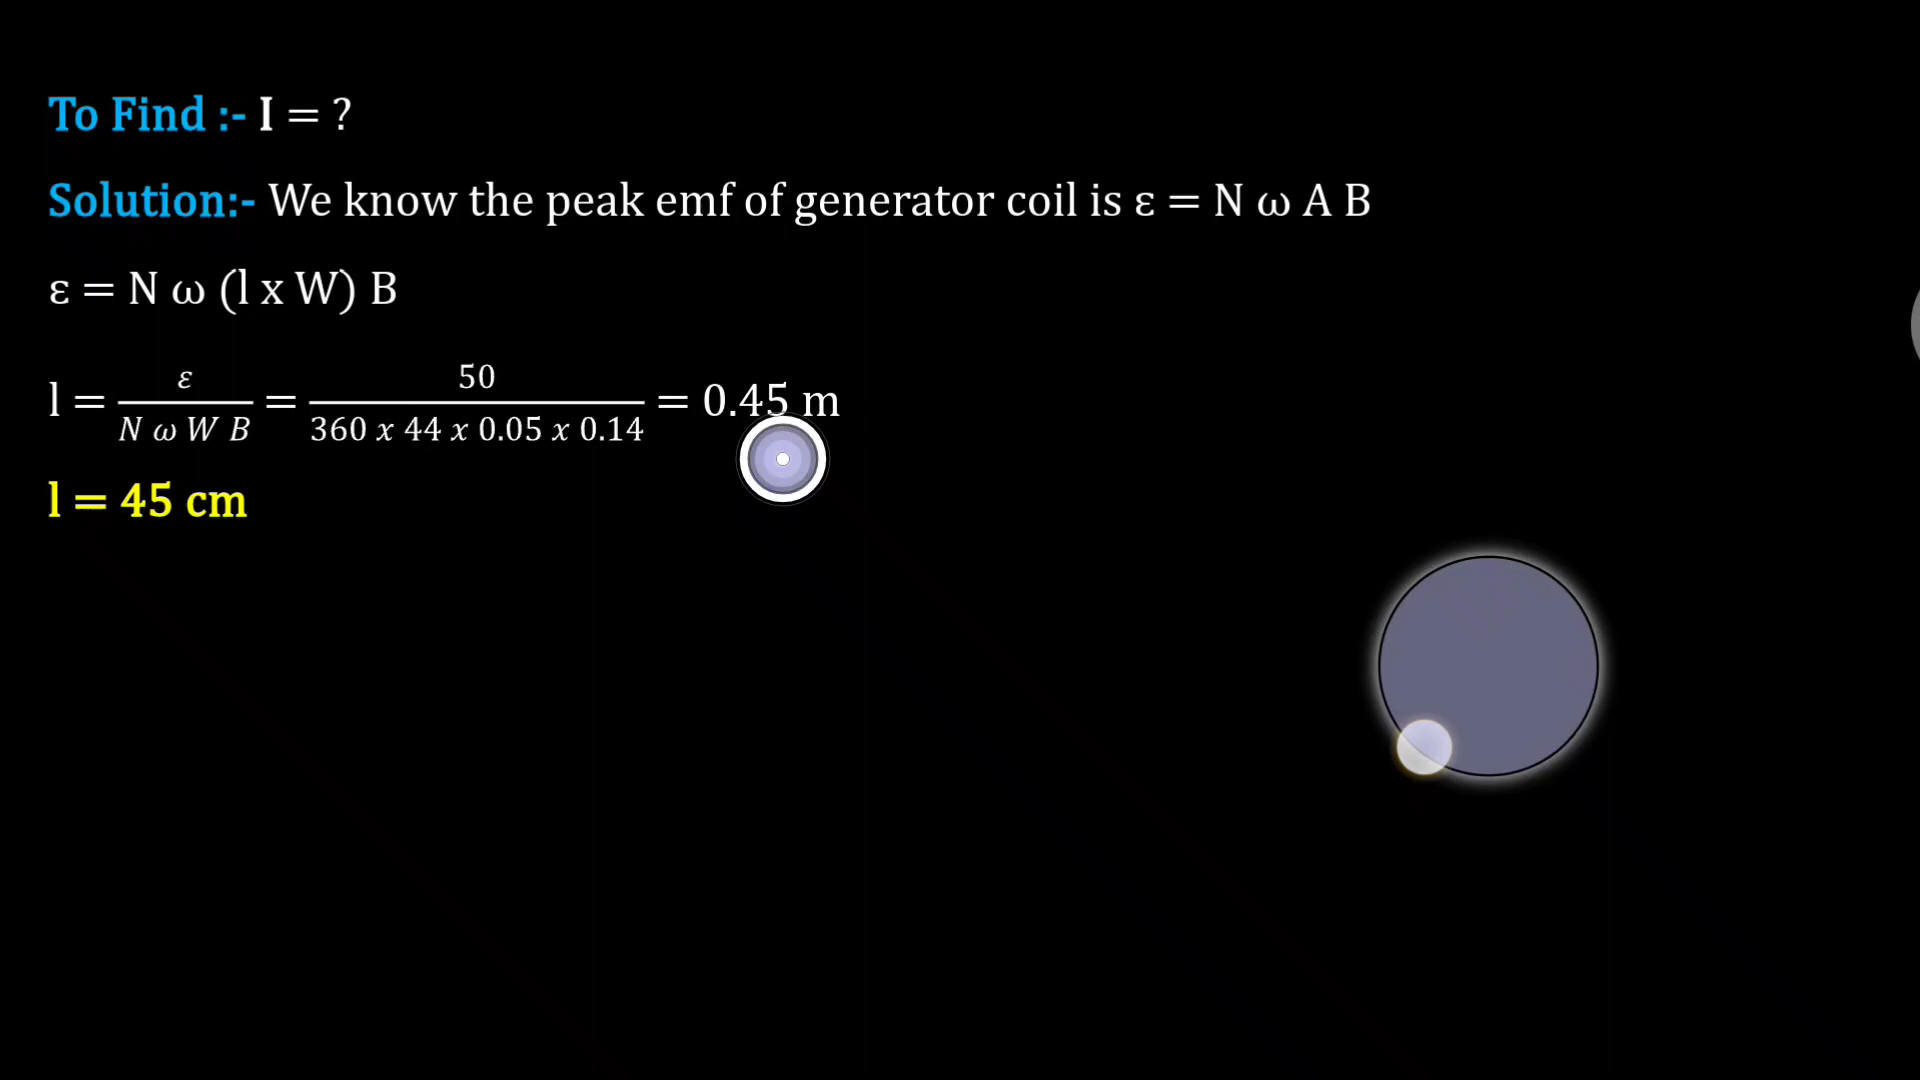 To Find :- I = ?
Solution:- We know the peak emf of generator coil is ε = N ω A B
ε = N ω (l x W) B
l = ε / N ω W B = 50 / 360 x 44 x 0.05 x 0.14 = 0.45 m
l = 45 cm